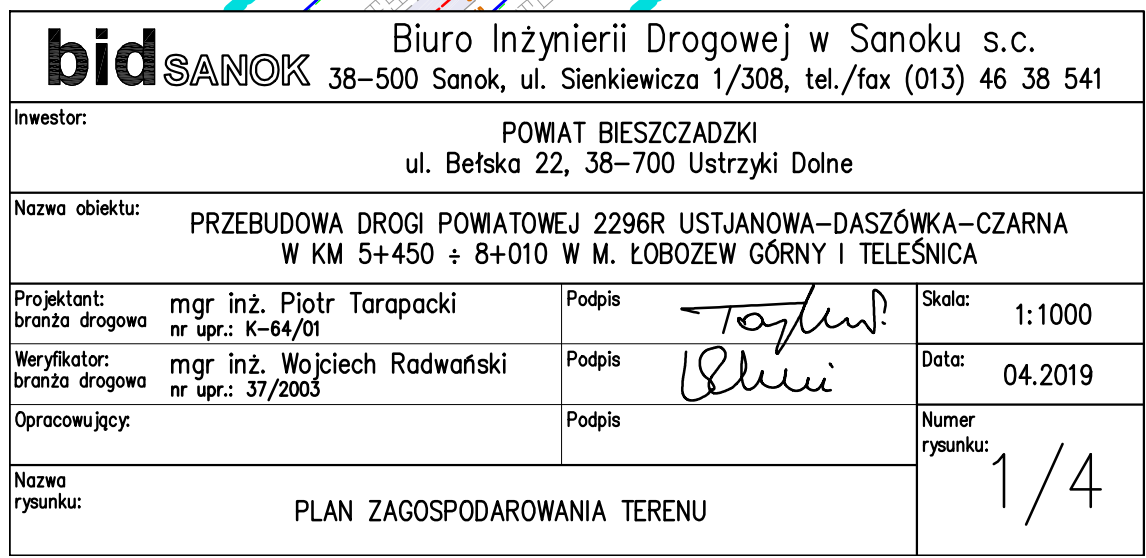 bid SANOK
Biuro Inżynierii Drogowej w Sanoku s.c.
38-500 Sanok, ul. Sienkiewicza 1/308, tel./fax (013) 46 38 541
Inwestor:
POWIAT BIESZCZADZKI
ul. Bełska 22, 38-700 Ustrzyki Dolne
Nazwa obiektu:
PRZEBUDOWA DROGI POWIATOWEJ 2296R USTJANOWA-DASZÓWKA-CZARNA
W KM 5+450 ÷ 8+010 W M. ŁOBOZEW GÓRNY I TELEŚNICA
Projektant:
branża drogowa
mgr inż. Piotr Tarapacki
nr upr.: K-64/01
Podpis
Skala:
1:1000
Weryfikator:
branża drogowa
mgr inż. Wojciech Radwański
nr upr.: 37/2003
Podpis
Data:
04.2019
Opracowujący:
Podpis
Numer
rysunku:
1/4
Nazwa
rysunku:
PLAN ZAGOSPODAROWANIA TERENU